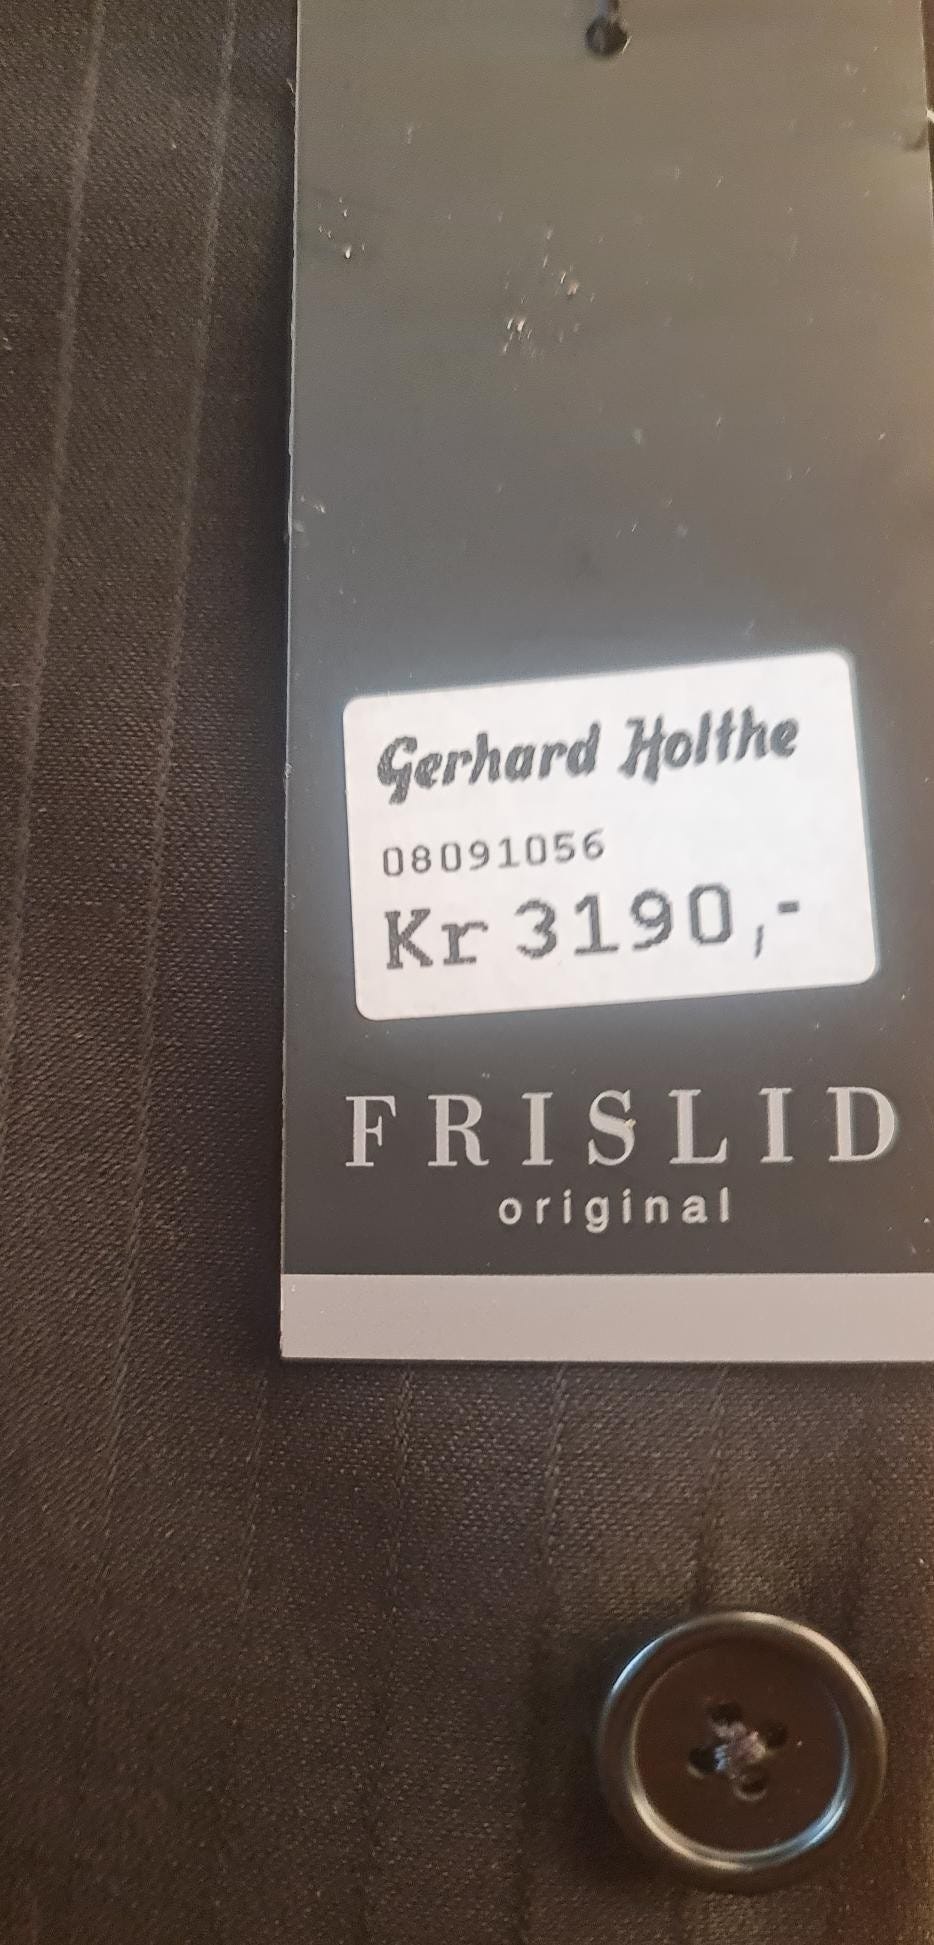 Gerhard Holthe
08091056
Kr 3190,-
FRISLID
original